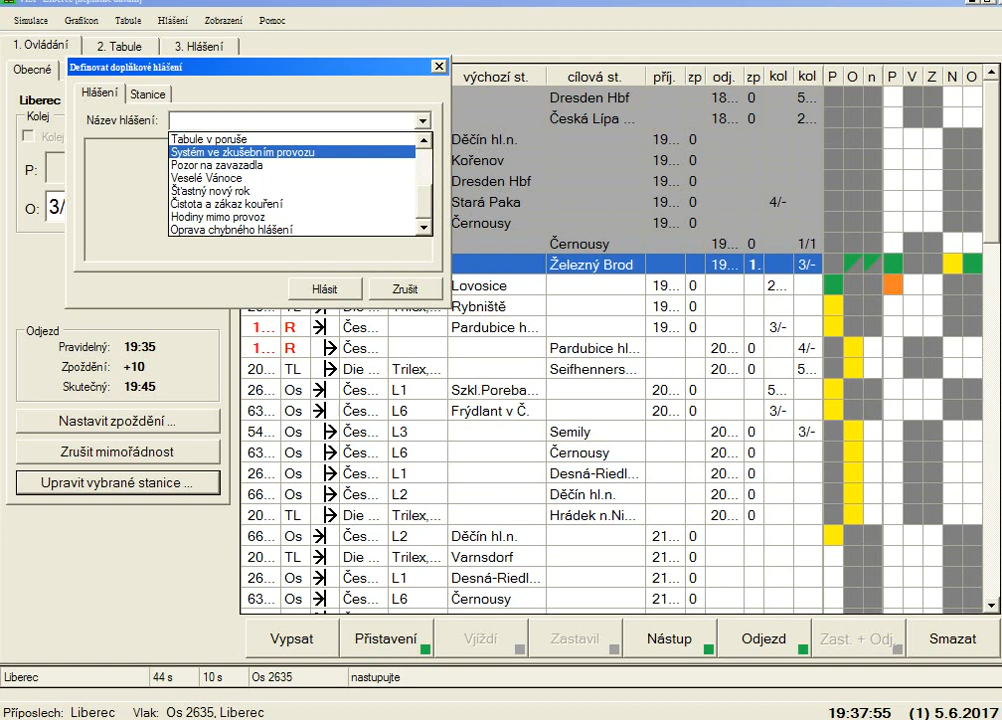 Simulace Grafikon Tabule Hlášení Zobrazení Pomoc
1. Ovládání 2. Tabule 3. Hlášení
Obecné
Definovat doplňkové hlášení
Hlášení Stanice
Název hlášení:
Tabule v poruše
Systém ve zkušebním provozu
Pozor na zavazadla
Veselé Vánoce
Šťastný nový rok
Čistota a zákaz kouření
Hodiny mimo provoz
Oprava chybného hlášení
Hlásit Zrušit
Liberec
Kolej
Kolej
P:
O: 3/
Odjezd
Pravidelný: 19:35
Zpoždění: +10
Skutečný: 19:45
Nastavit zpoždění ...
Zrušit mimořádnost
Upravit vybrané stanice ...
výchozí st. cílová st. příj. zp odj. zp kol kol P O n P V Z N O
Dresden Hbf 18... 0 5...
Česká Lípa ... 18... 0 2...
Děčín hl.n. 19... 0
Kořenov 19... 0
Dresden Hbf 19... 0
Stará Paka 19... 0 4/-
Černousy 19... 0
Černousy 19... 0 1/1
Železný Brod 19... 1. 3/-
Lovosice 19... 0 2...
Rybniště 19... 0
1... R Čes... Pardubice h... 19... 0 3/-
1... R Čes... Pardubice hl... 20... 0 4/-
20... TL Die ... Trilex,... Seifhenners... 20... 0 5...
26... Os Čes... L1 Szkl.Poreba... 20... 0 5...
63... Os Čes... L6 Frýdlant v Č. 20... 0 3/-
54... Os Čes... L3 Semily 20... 0 3/-
63... Os Čes... L6 Černousy 20... 0
26... Os Čes... L1 Desná-Riedl... 20... 0
66... Os Čes... L2 Děčín hl.n. 20... 0
20... TL Die ... Trilex,... Hrádek n.Ni... 20... 0
66... Os Čes... L2 Děčín hl.n. 21... 0
20... TL Die ... Trilex,... Varnsdorf 21... 0
26... Os Čes... L1 Desná-Riedl... 21... 0
63... Os Čes... L6 Černousy 21... 0
Vypsat Přistavení Vjíždí Zastavil Nástup Odjezd Zast. + Odj. Smazat
Liberec 44 s 10 s Os 2635 nastupujte
Příposlech: Liberec Vlak: Os 2635, Liberec 19:37:55 (1) 5.6.2017